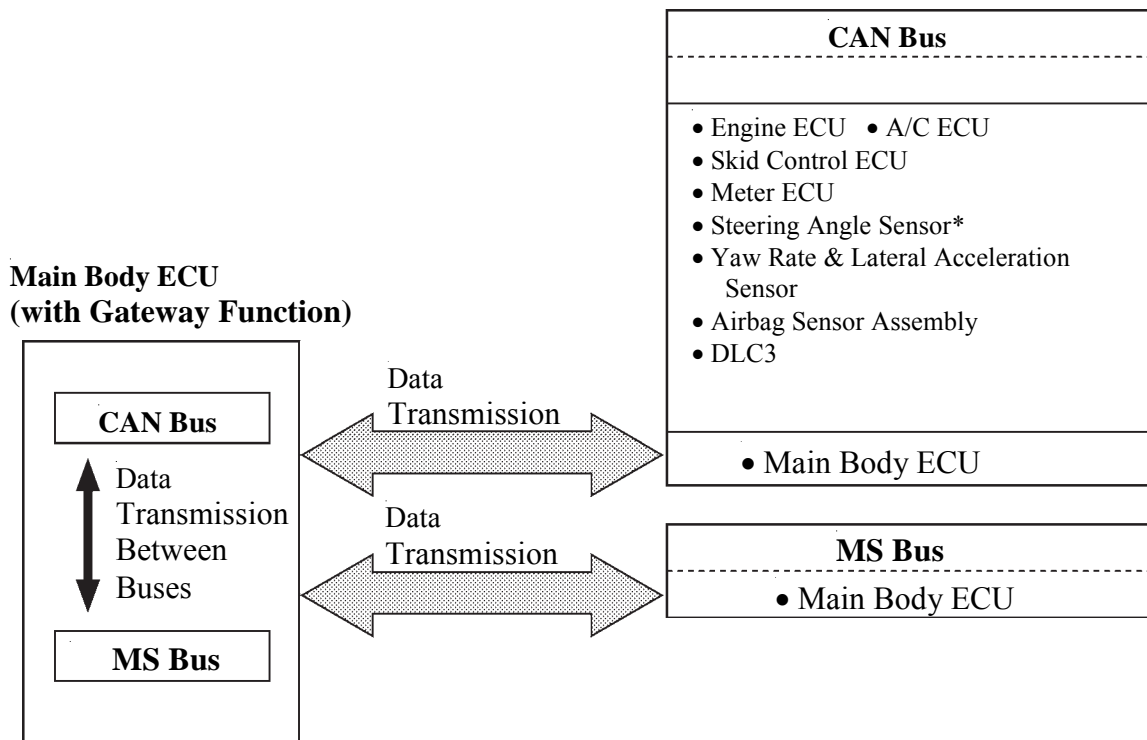 CAN Bus
• Engine ECU • A/C ECU
• Skid Control ECU
• Meter ECU
• Steering Angle Sensor*
• Yaw Rate & Lateral Acceleration
Sensor
• Airbag Sensor Assembly
• DLC3
• Main Body ECU
Main Body ECU
(with Gateway Function)
CAN Bus
Data
Transmission
Between
Buses
MS Bus
Data
Transmission
Data
Transmission
MS Bus
• Main Body ECU